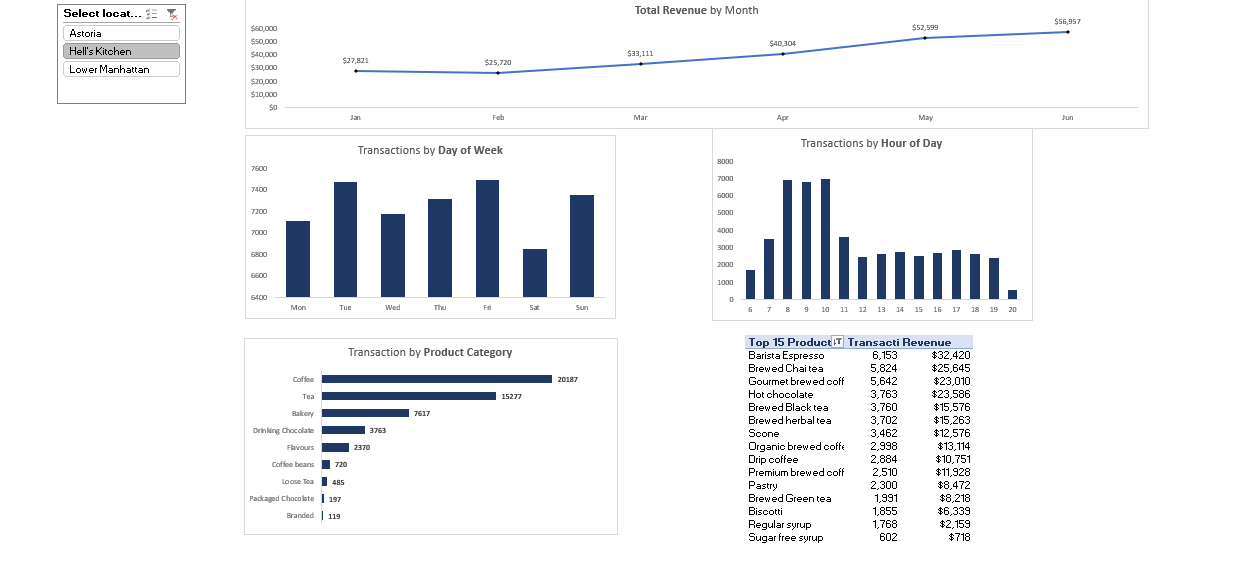 Select locat...
Astoria
Hell's Kitchen
Lower Manhattan
Total Revenue by Month
$60,000
$50,000
$40,000
$30,000
$20,000
$10,000
$0
$27,821
$25,720
$33,111
$40,304
$52,599
$56,957
Jan Feb Mar Apr May Jun
Transactions by Day of Week
7600
7400
7200
7000
6800
6600
6400
Mon Tue Wed Thu Fri Sat Sun
Transactions by Hour of Day
8000
7000
6000
5000
4000
3000
2000
1000
0
6 7 8 9 10 11 12 13 14 15 16 17 18 19 20
Transaction by Product Category
Coffee 20187
Tea 15277
Bakery 7617
Drinking Chocolate 3763
Flavours 2370
Coffee beans 720
Loose Tea 485
Packaged Chocolate 197
Branded 119
Top 15 Product Transacti Revenue
Barista Espresso 6,153 $32,420
Brewed Chai tea 5,824 $25,645
Gourmet brewed coff 5,642 $23,010
Hot chocolate 3,763 $23,586
Brewed Black tea 3,760 $15,576
Brewed herbal tea 3,702 $15,263
Scone 3,462 $12,576
Organic brewed coffe 2,998 $13,114
Drip coffee 2,884 $10,751
Premium brewed coff 2,510 $11,928
Pastry 2,300 $8,472
Brewed Green tea 1,991 $8,218
Biscotti 1,855 $6,339
Regular syrup 1,768 $2,159
Sugar free syrup 602 $718